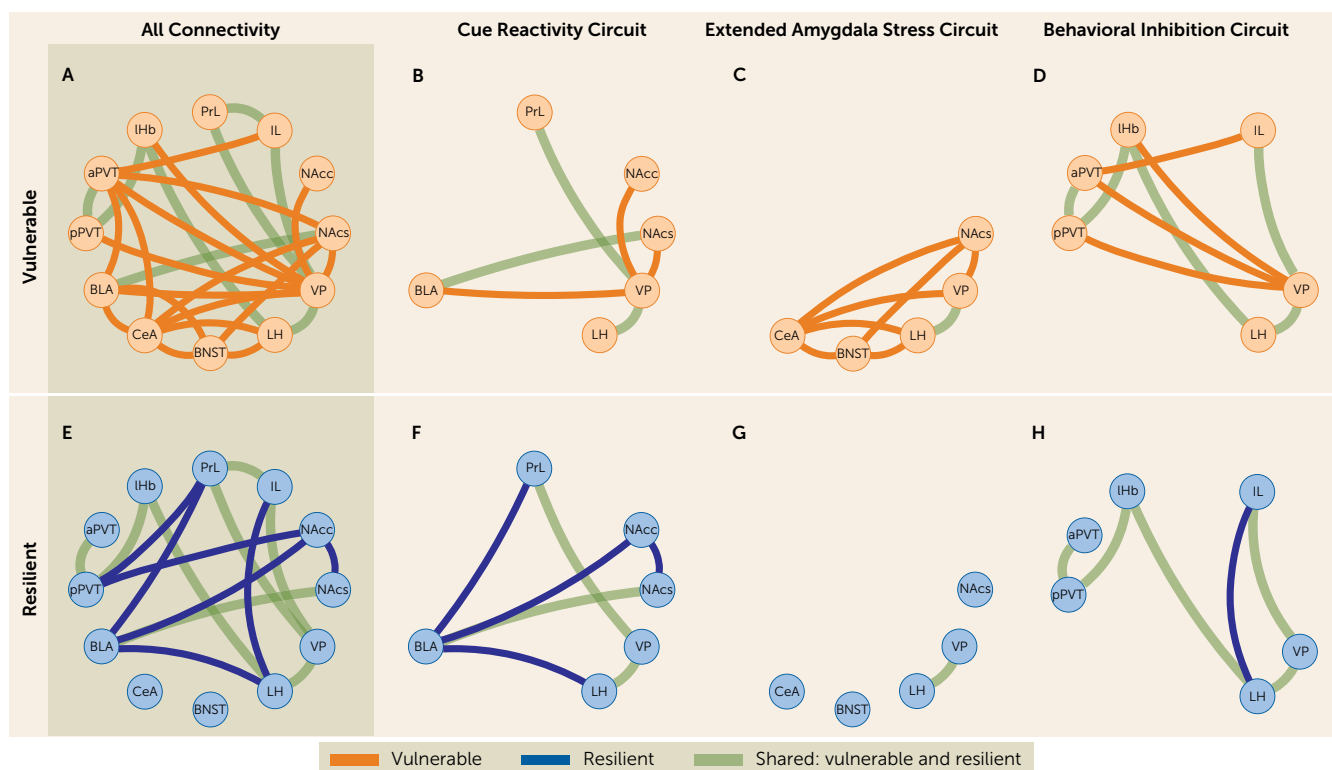 All Connectivity
Cue Reactivity Circuit
Extended Amygdala Stress Circuit
Behavioral Inhibition Circuit
Vulnerable
A
PrL
IL
lHb
aPVT
NAcc
pPVT
NAcs
BLA
VP
CeA
LH
BNST
B
PrL
NAcc
NAcs
BLA
VP
LH
C
NAcs
VP
CeA
LH
BNST
D
lHb
IL
aPVT
pPVT
VP
LH
Resilient
E
PrL
lHb
IL
aPVT
NAcc
pPVT
NAcs
BLA
VP
CeA
LH
BNST
F
PrL
NAcc
NAcs
BLA
VP
LH
G
NAcs
VP
CeA
LH
BNST
H
lHb
IL
aPVT
pPVT
VP
LH
Vulnerable
Resilient
Shared: vulnerable and resilient